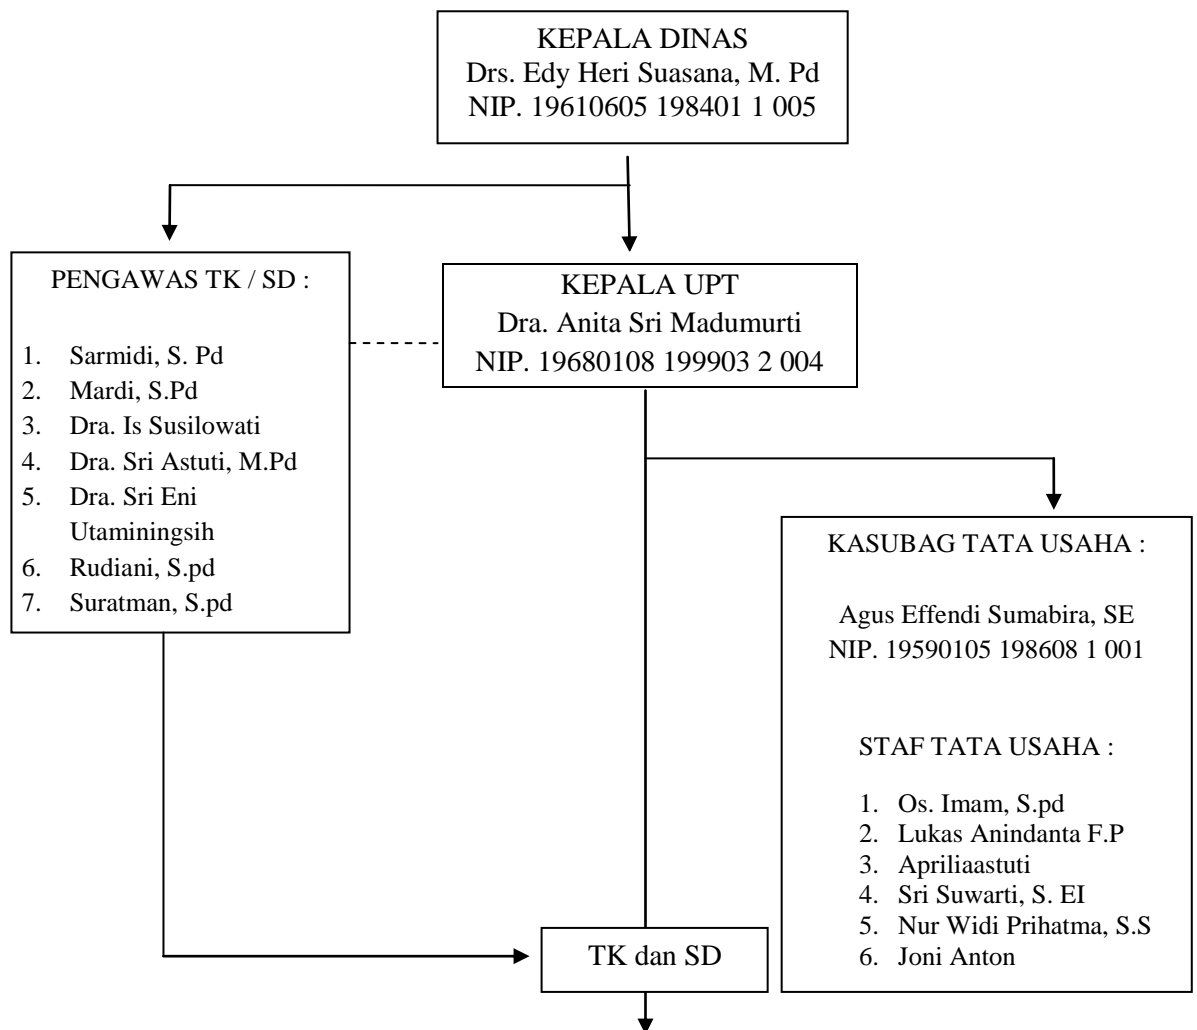 KEPALA DINAS
Drs. Edy Heri Suasana, M. Pd
NIP. 19610605 198401 1 005
PENGAWAS TK / SD :
1. Sarmidi, S. Pd
2. Mardi, S.Pd
3. Dra. Is Susilowati
4. Dra. Sri Astuti, M.Pd
5. Dra. Sri Eni
Utaminingsih
6. Rudiani, S.pd
7. Suratman, S.pd
KEPALA UPT
Dra. Anita Sri Madumurti
NIP. 19680108 199903 2 004
KASUBAG TATA USAHA :
Agus Effendi Sumabira, SE
NIP. 19590105 198608 1 001
STAF TATA USAHA :
1. Os. Imam, S.pd
2. Lukas Anindanta F.P
3. Apriliaastuti
4. Sri Suwarti, S. EI
5. Nur Widi Prihatma, S.S
6. Joni Anton
TK dan SD